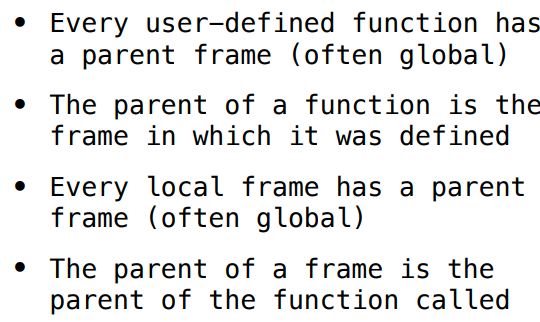 • Every user-defined function has
a parent frame (often global)
• The parent of a function is the
frame in which it was defined
• Every local frame has a parent
frame (often global)
• The parent of a frame is the
parent of the function called